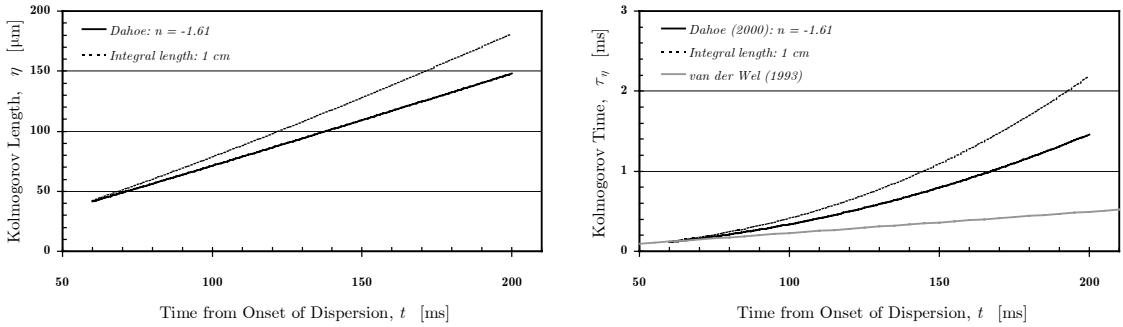 200
150
100
50
0
Kolmogorov Length, η [μm]
Dahoe: n = -1.61
Integral length: 1 cm
50
100
150
200
Time from Onset of Dispersion, t [ms]
3
2
1
0
Kolmogorov Time, τη [ms]
Dahoe (2000): n = -1.61
Integral length: 1 cm
van der Wel (1993)
50
100
150
200
Time from Onset of Dispersion, t [ms]